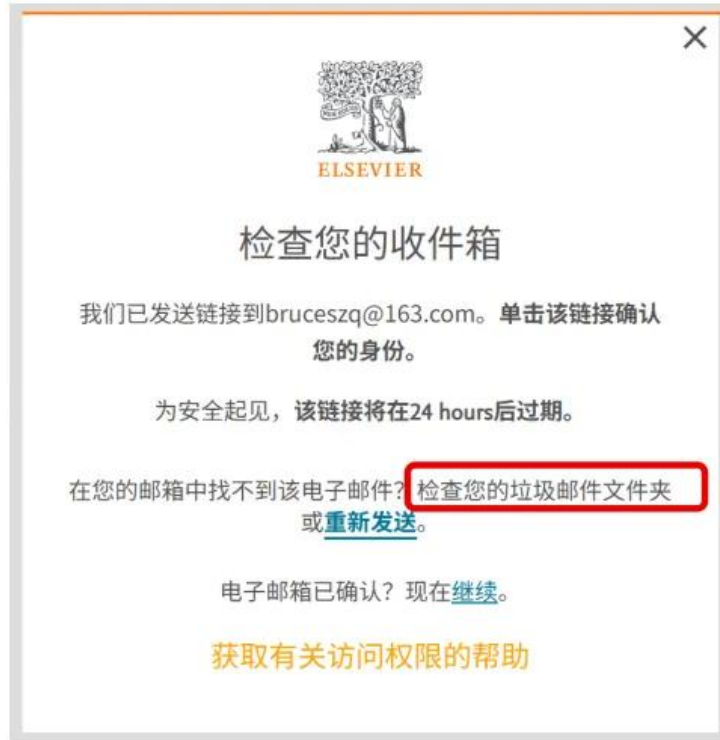 ELSEVIER
检查您的收件箱
我们已发送链接到bruceszq@163.com。单击该链接确认
您的身份。
为安全起见，该链接将在24 hours后过期。
在您的邮箱中找不到该电子邮件？检查您的垃圾邮件文件夹
或重新发送。
电子邮箱已确认？现在继续。
获取有关访问权限的帮助